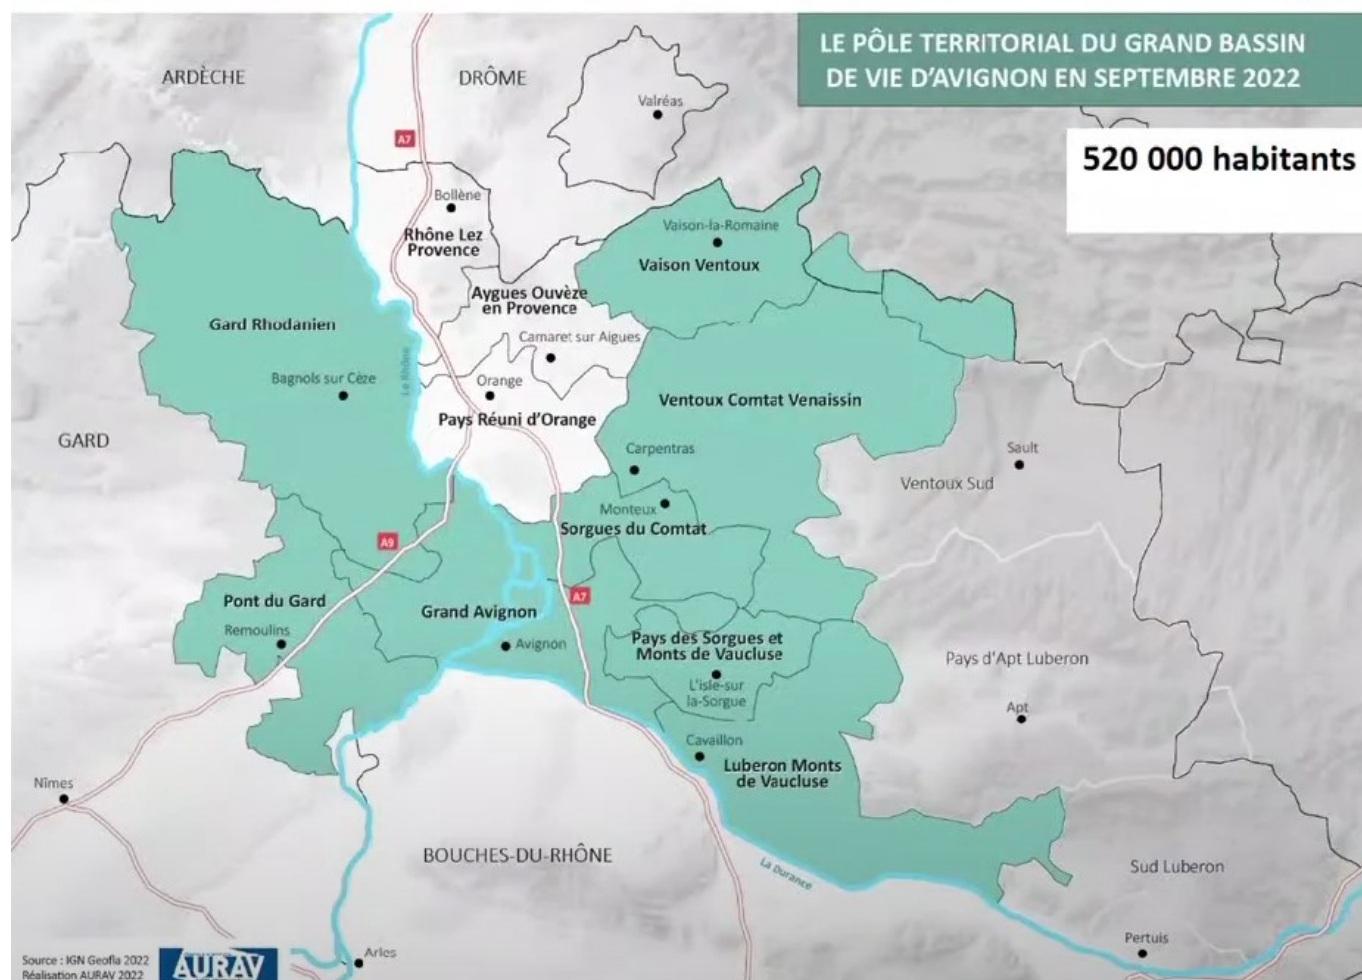 LE PÔLE TERRITORIAL DU GRAND BASSIN
DE VIE D'AVIGNON EN SEPTEMBRE 2022
520 000 habitants
ARDÈCHE
DRÔME
Valréas
A7
Bollène
Rhône Lez
Provence
Vaison-la-Romaine
Vaison Ventoux
Aygues Ouvèze
en Provence
Gard Rhodanien
Camaret sur Aigues
Le Rhône
Bagnols sur Cèze
Orange
Ventoux Comtat Venaissin
Pays Réuni d'Orange
GARD
Carpentras
Sault
Ventoux Sud
Monteux
Sorgues du Comtat
A9
A7
Pont du Gard
Grand Avignon
Remoulins
Avignon
Pays des Sorgues et
Monts de Vaucluse
Pays d'Apt Luberon
L'isle-sur
la-Sorgue
Apt
Cavaillon
Luberon Monts
de Vaucluse
Nîmes
BOUCHES-DU-RHÔNE
La Durance
Sud Luberon
Pertuis
Arles
Source : IGN Geofla 2022
Réalisation AURAV 2022
AURAV